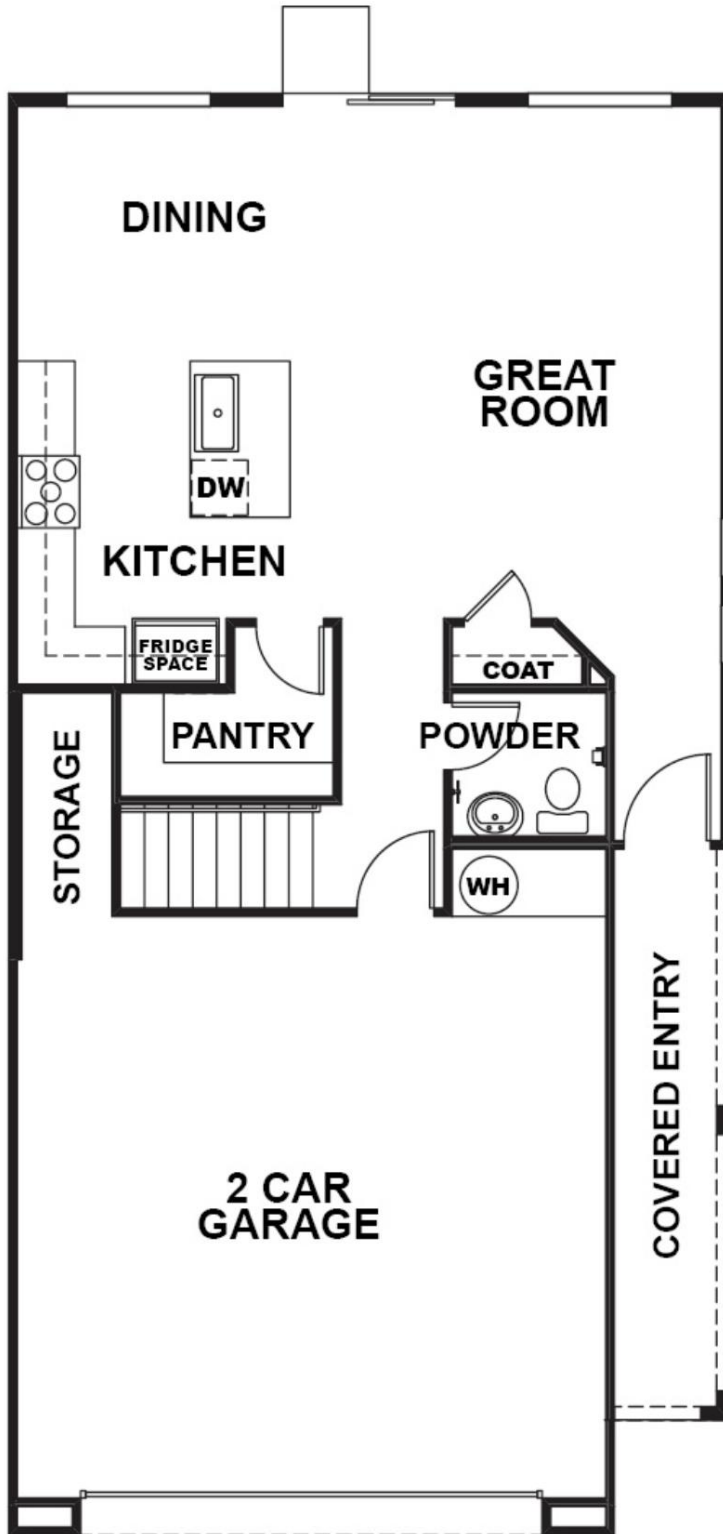 DINING
GREAT
ROOM
DW
KITCHEN
FRIDGE
SPACE
COAT
PANTRY
POWDER
STORAGE
WH
COVERED ENTRY
2 CAR
GARAGE